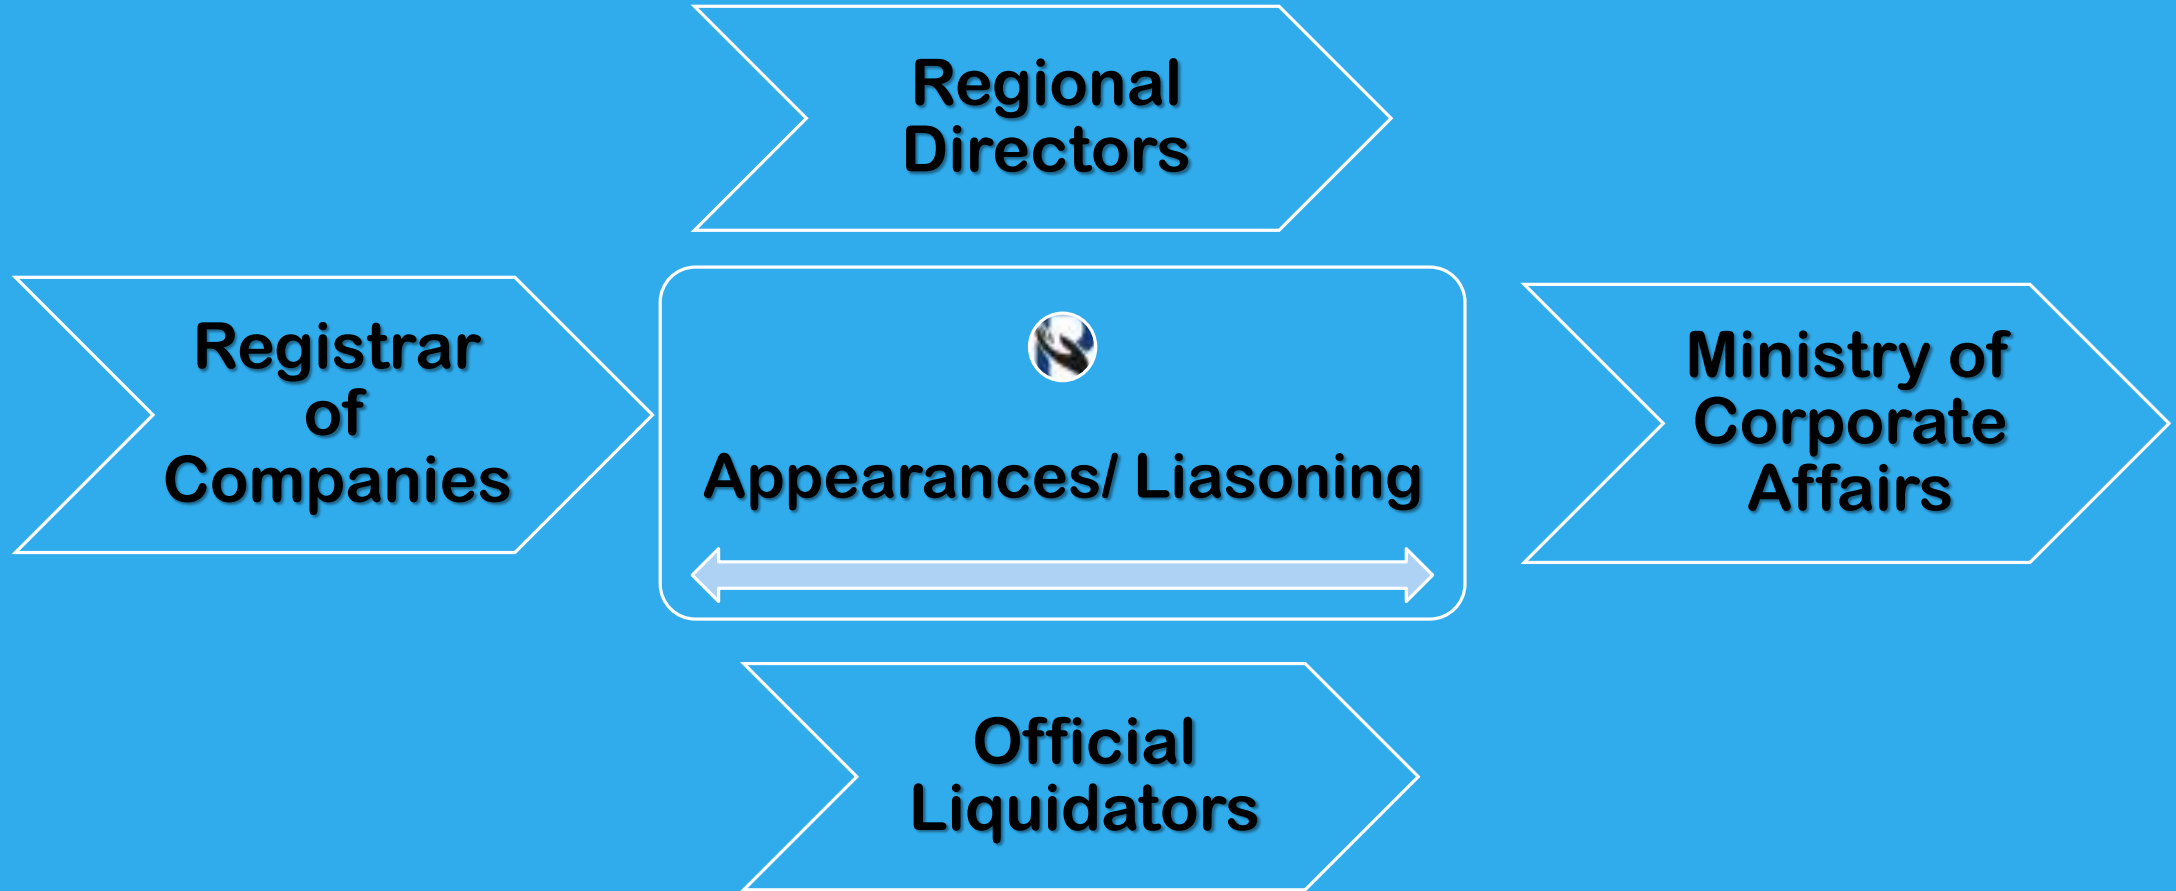 Regional
Directors
Registrar
of
Companies
Appearances/ Liasoning
Ministry of
Corporate
Affairs
Official
Liquidators